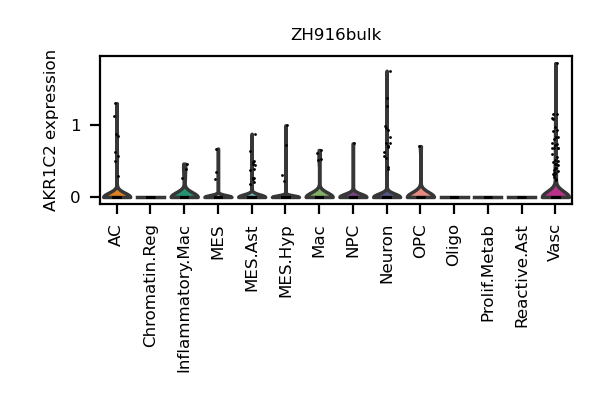 ZH916bulk
AKR1C2 expression
1
0
AC
Chromatin.Reg
Inflammatory.Mac
MES
MES.Ast
MES.Hyp
Mac
NPC
Neuron
OPC
Oligo
Prolif.Metab
Reactive.Ast
Vasc